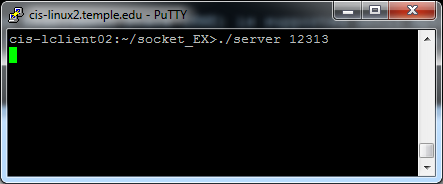 cis-linux2.temple.edu - PuTTY
cis-lclient02:~/socket_EX>./server 12313